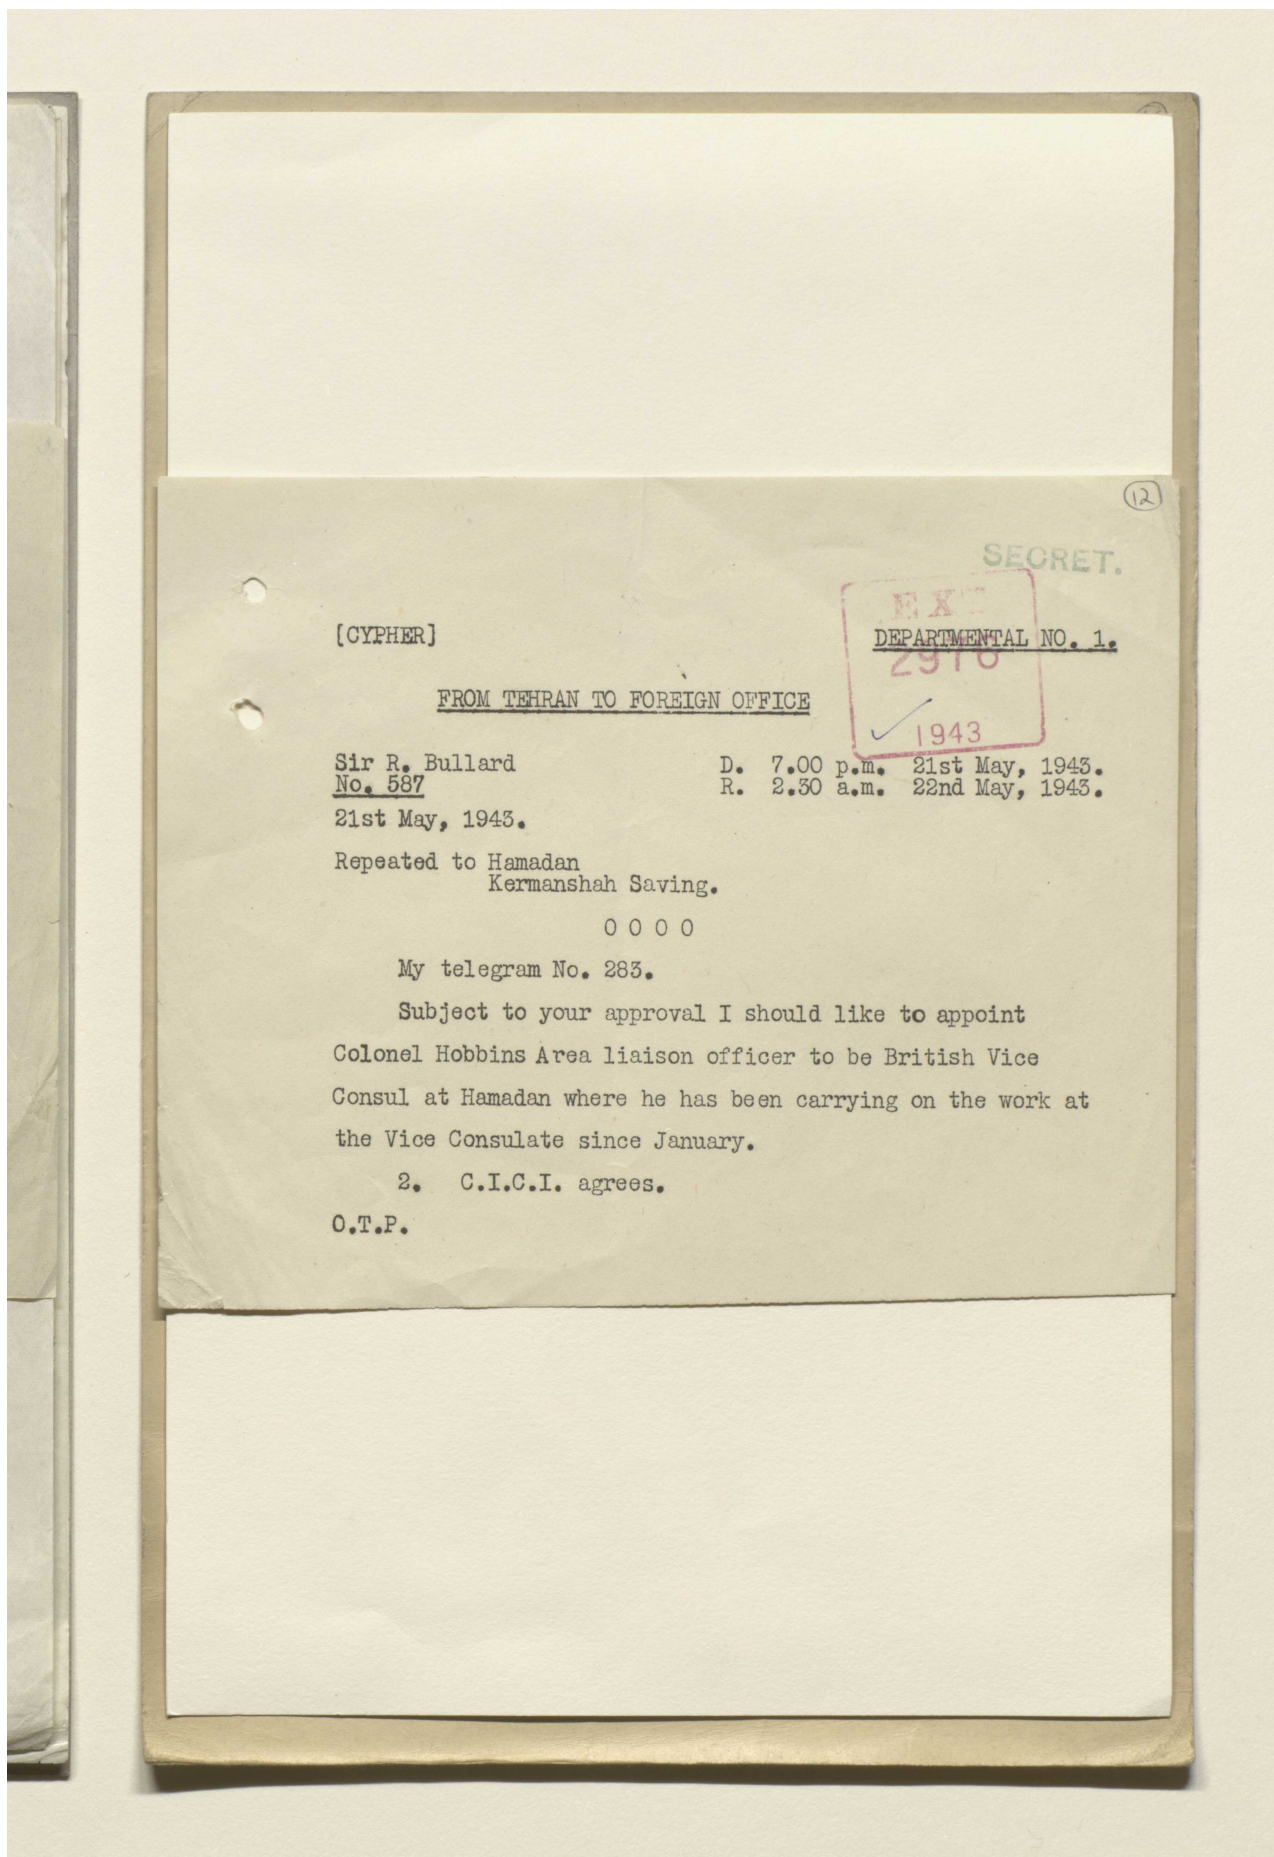 12
SECRET.
EXT
[CYPHER]
DEPARTMENTAL NO. 1.
2976
FROM TEHRAN TO FOREIGN OFFICE
1943
Sir R. Bullard
D. 7.00 p.m. 21st May, 1943.
No. 587
R. 2.30 a.m. 22nd May, 1943.
21st May, 1943.
Repeated to Hamadan
Kermanshah Saving.
O O O O
My telegram No. 283.
Subject to your approval I should like to appoint
Colonel Hobbins Area liaison officer to be British Vice
Consul at Hamadan where he has been carrying on the work at
the Vice Consulate since January.
2. C.I.C.I. agrees.
O.T.P.